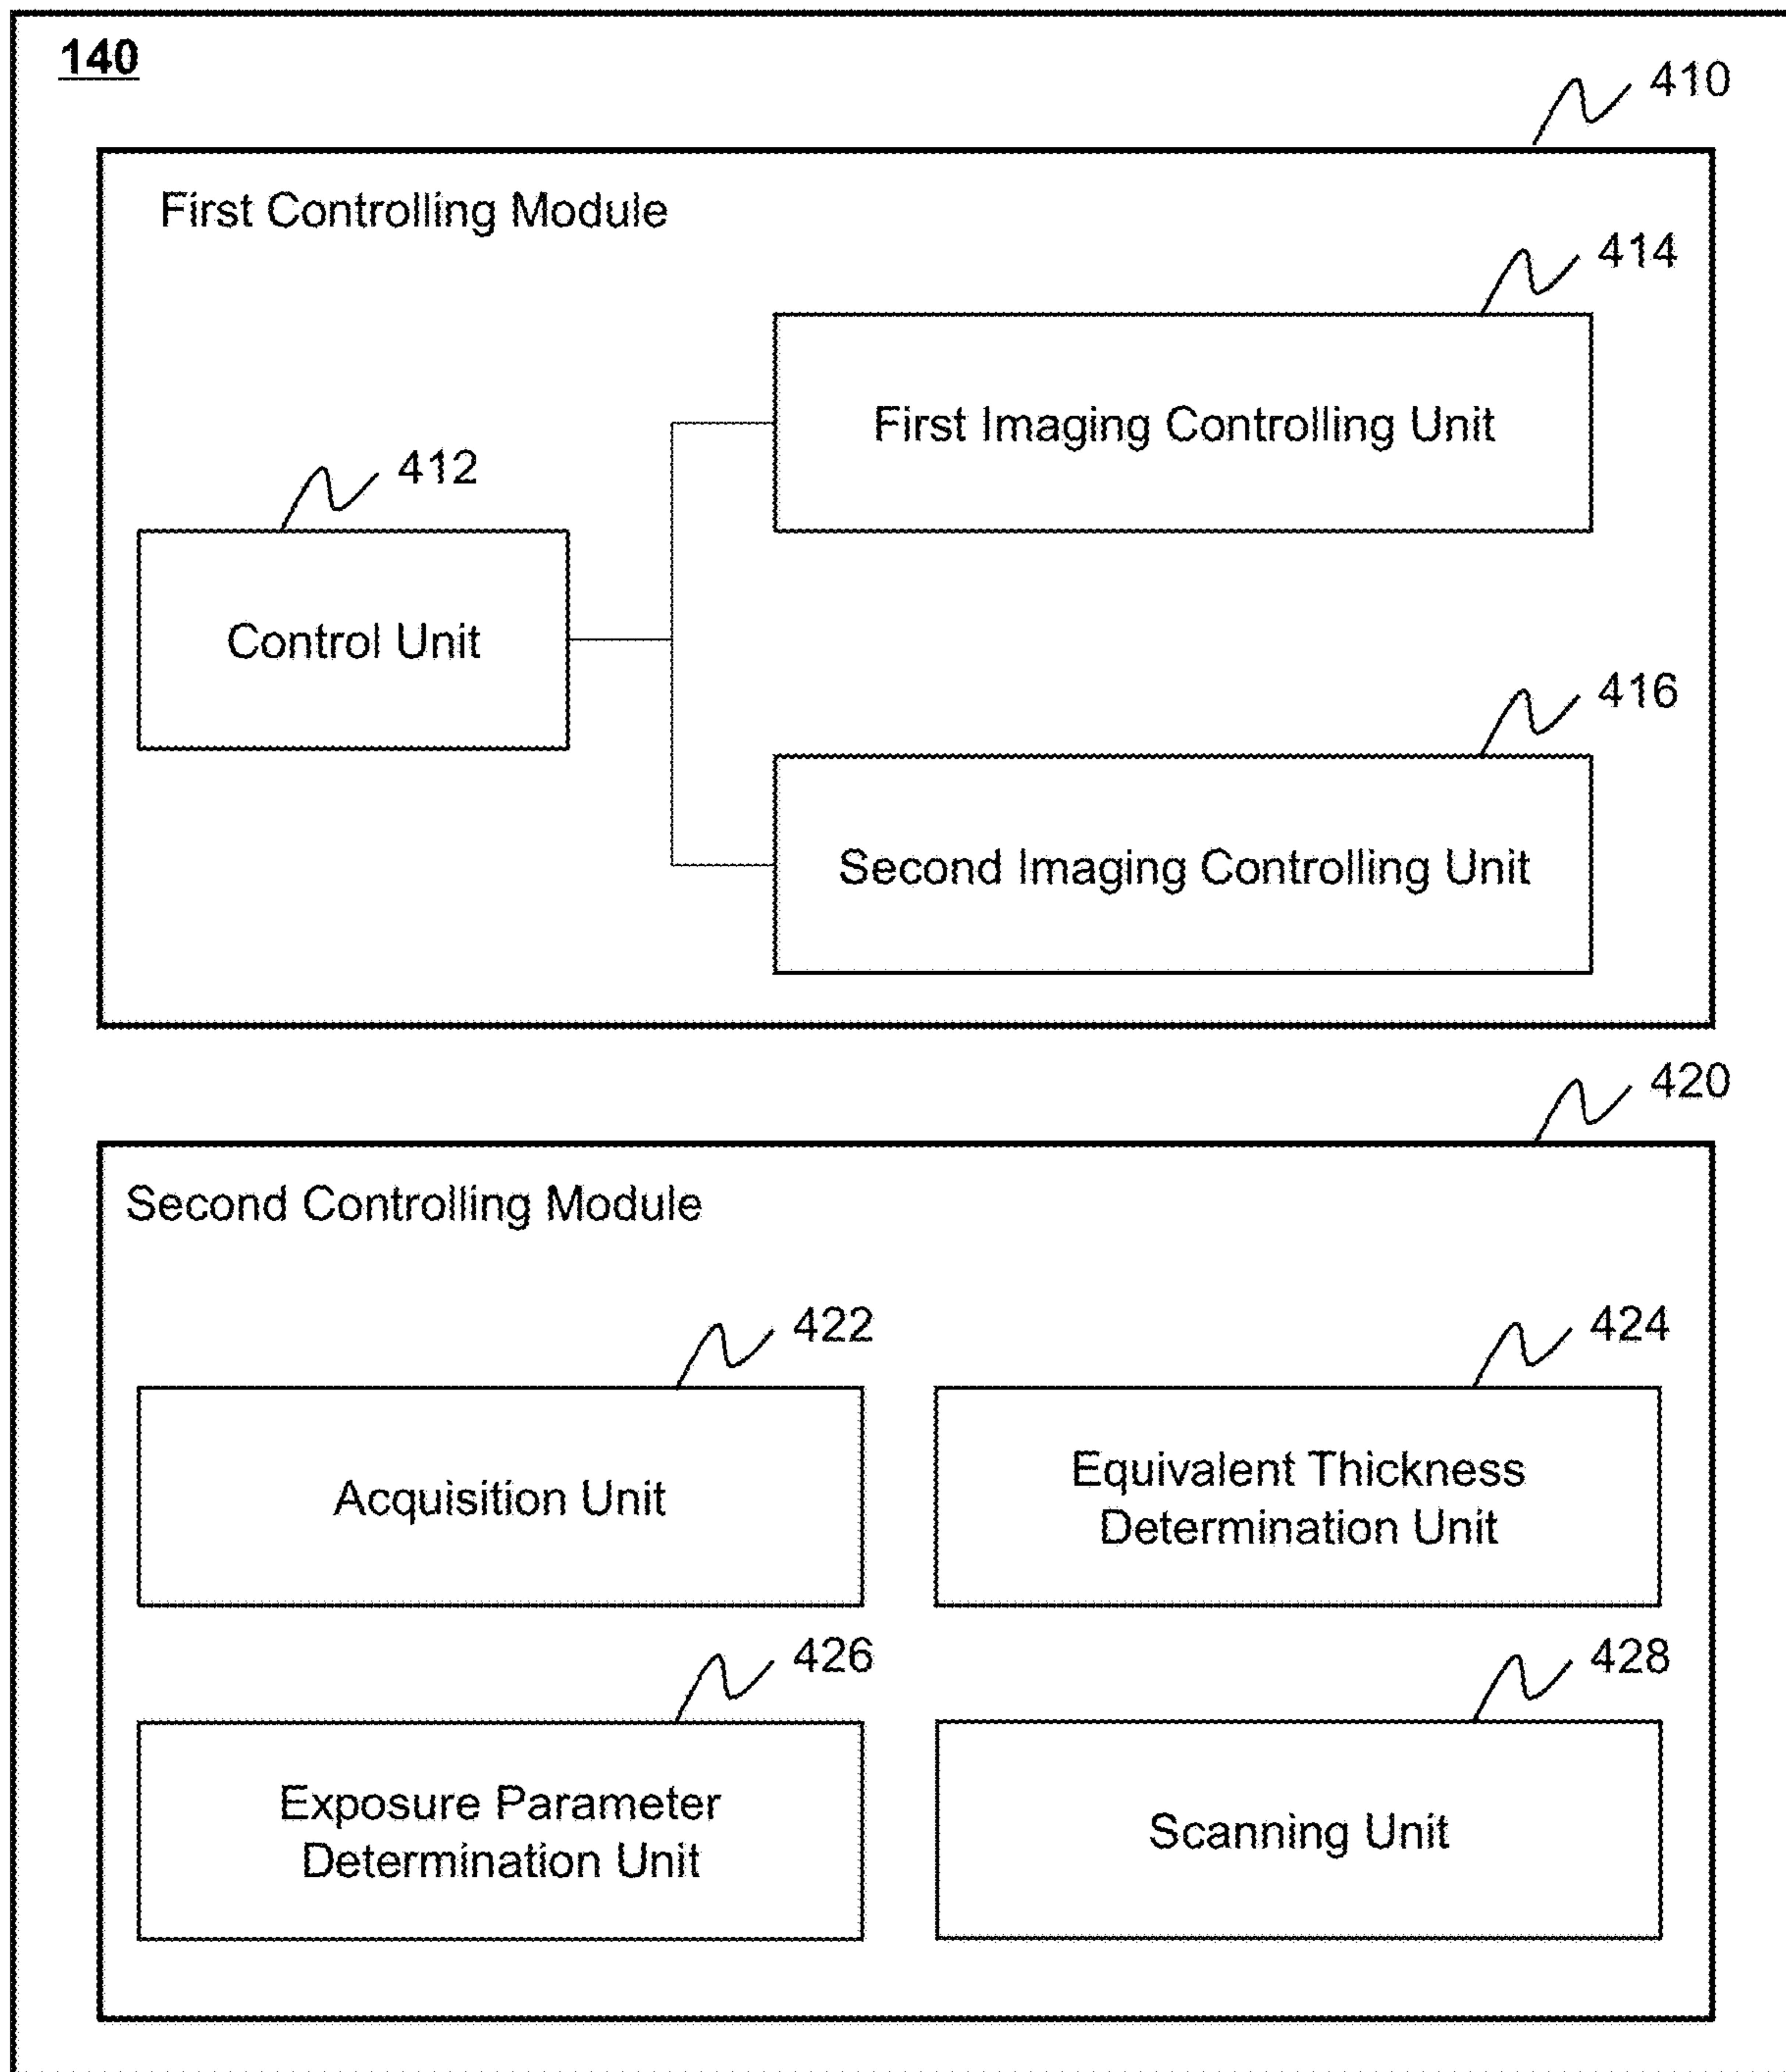 140
410
First Controlling Module
414
First Imaging Controlling Unit
412
Control Unit
416
Second Imaging Controlling Unit
420
Second Controlling Module
422
424
Acquisition Unit
Equivalent Thickness
Determination Unit
426
428
Exposure Parameter
Determination Unit
Scanning Unit